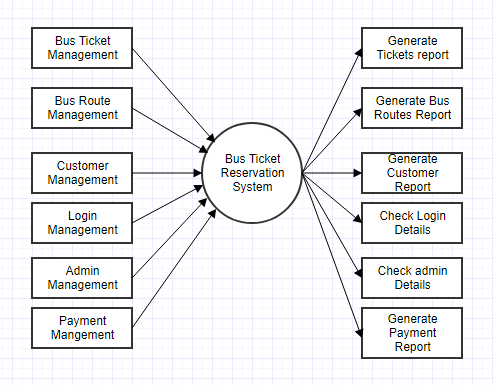 Bus Ticket
Management
Bus Route
Management
Customer
Management
Login
Management
Admin
Management
Payment
Mangement
Bus Ticket
Reservation
System
Generate
Tickets report
Generate Bus
Routes Report
Generate
Customer
Report
Check Login
Details
Check admin
Details
Generate
Payment
Report